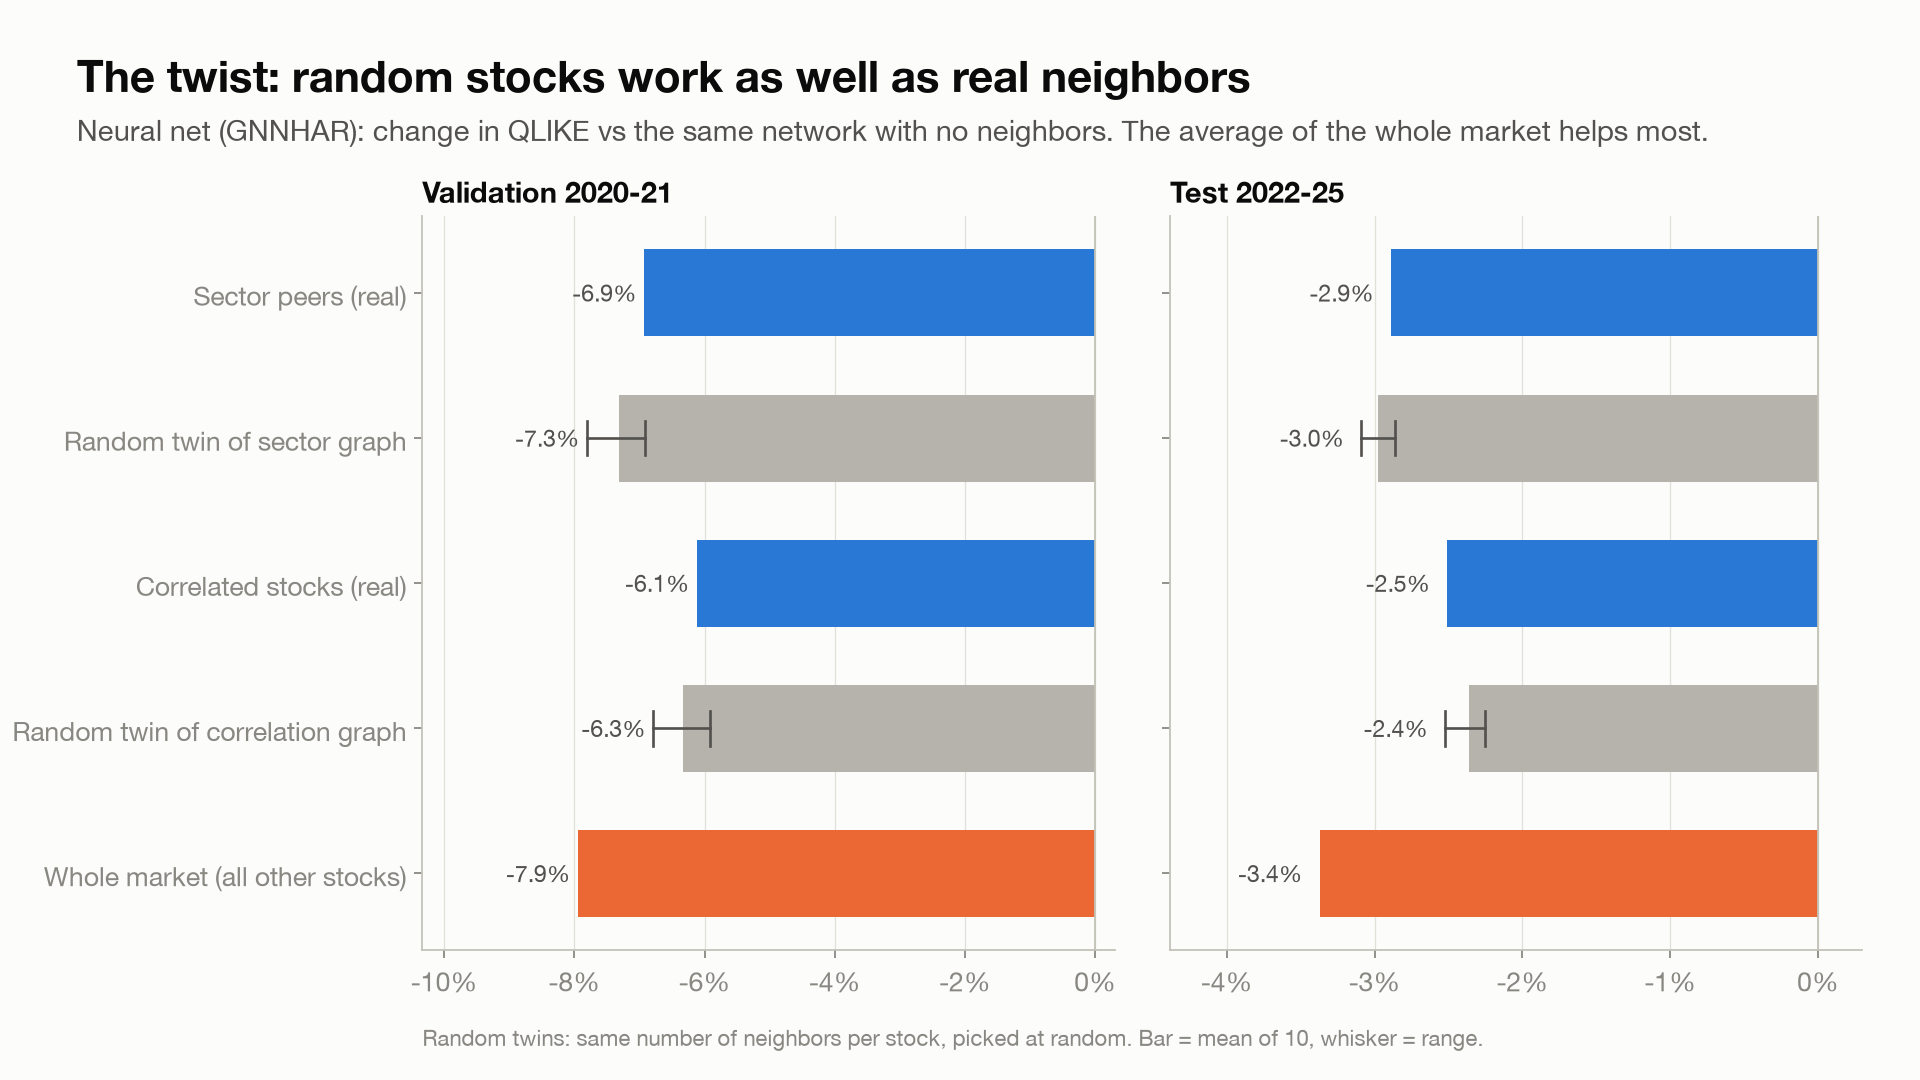 The twist: random stocks work as well as real neighbors
Neural net (GNNHAR): change in QLIKE vs the same network with no neighbors. The average of the whole market helps most.
Validation 2020-21
Test 2022-25
Sector peers (real)
-6.9%
-2.9%
Random twin of sector graph
-7.3%
-3.0%
Correlated stocks (real)
-6.1%
-2.5%
Random twin of correlation graph
-6.3%
-2.4%
Whole market (all other stocks)
-7.9%
-3.4%
-10% -8% -6% -4% -2% 0%
-4% -3% -2% -1% 0%
Random twins: same number of neighbors per stock, picked at random. Bar = mean of 10, whisker = range.